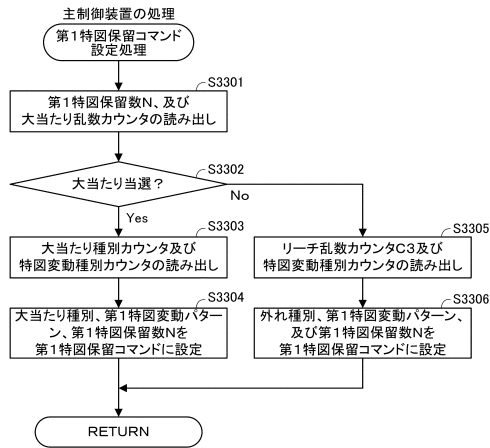 主制御装置の処理
第１特図保留コマンド
設定処理
S3301
第１特図保留数N、及び
大当たり乱数カウンタの読み出し
S3302
大当たり当選？
No
Yes
S3303
大当たり種別カウンタ及び
特図変動種別カウンタの読み出し
S3305
リーチ乱数カウンタC3及び
特図変動種別カウンタの読み出し
S3304
大当たり種別、第１特図変動パター
ン、第１特図保留数Nを
第１特図保留コマンドに設定
S3306
外れ種別、第１特図変動パターン、
及び第１特図保留数Nを
第１特図保留コマンドに設定
RETURN